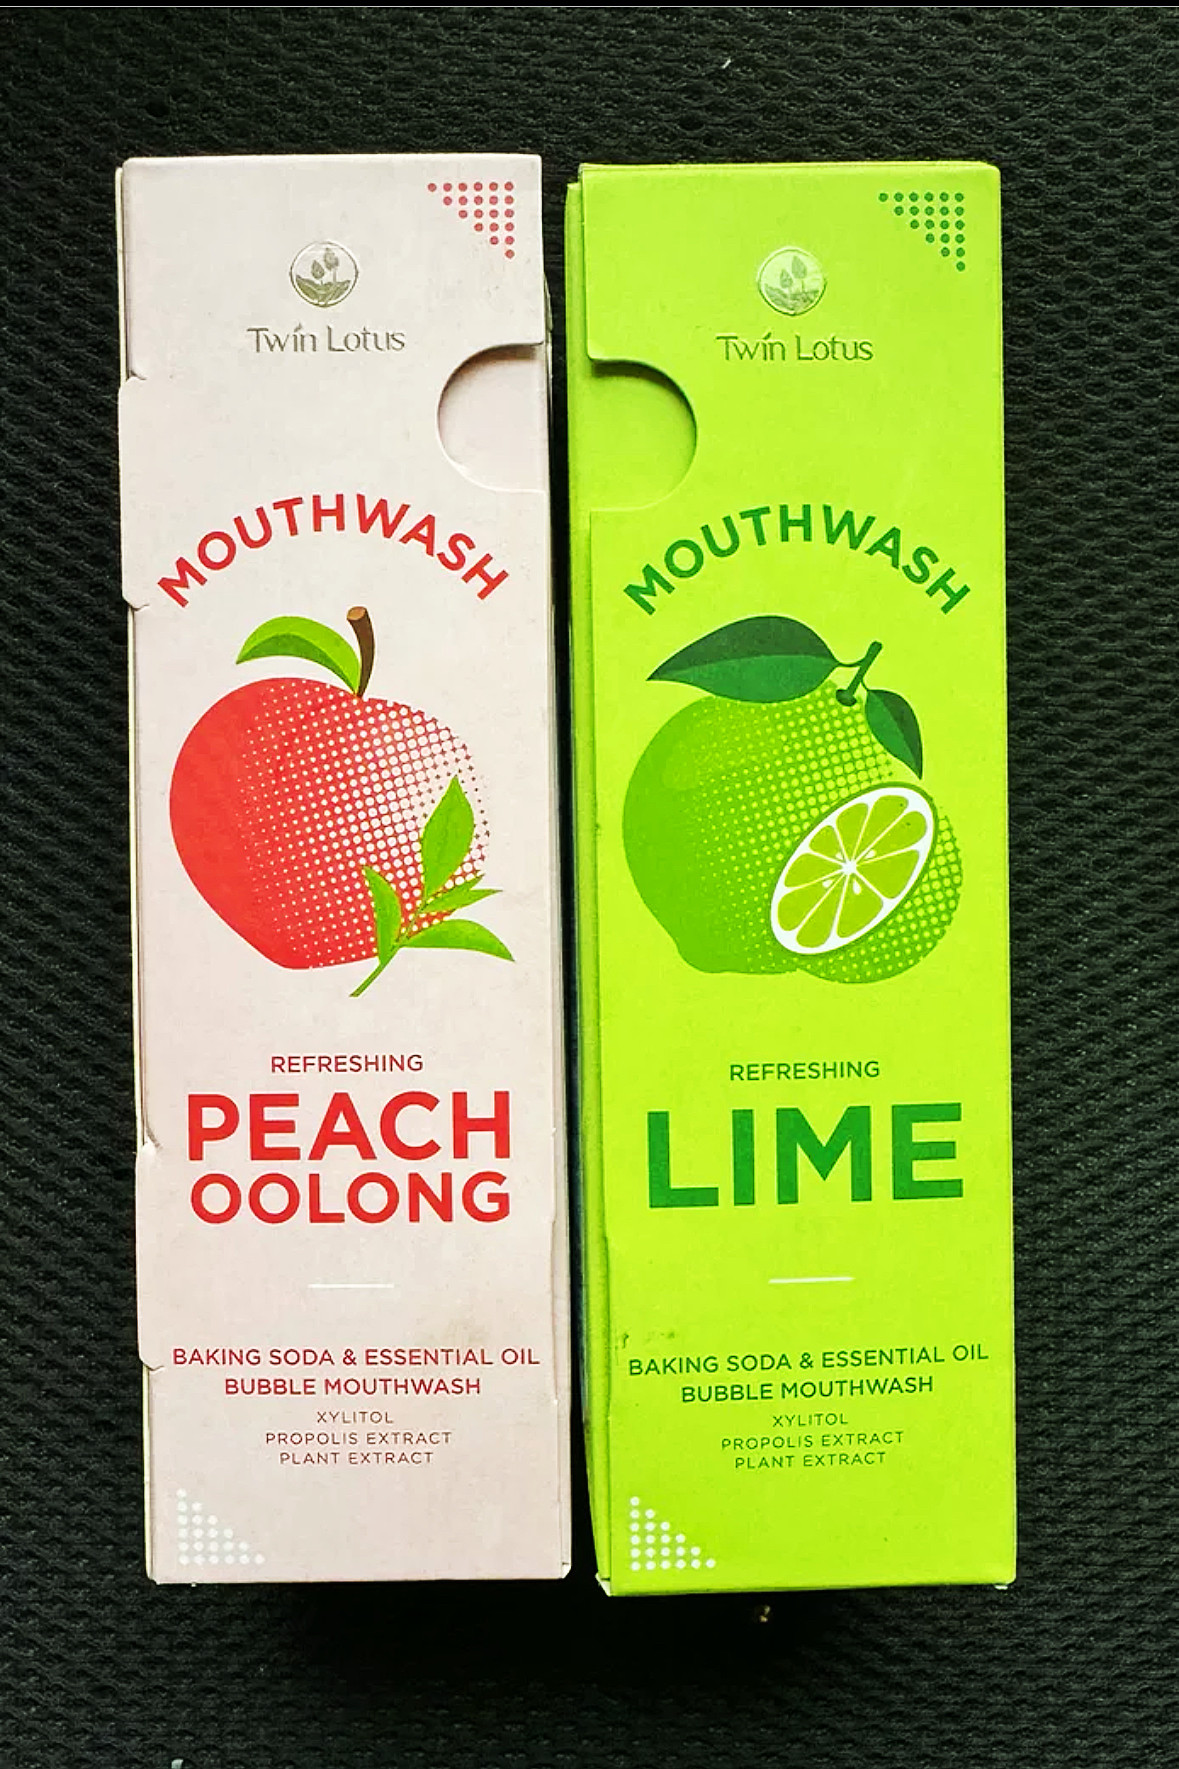 Twin Lotus
MOUTHWASH
REFRESHING
PEACH
OOLONG
BAKING SODA & ESSENTIAL OIL
BUBBLE MOUTHWASH
XYLITOL
PROPOLIS EXTRACT
PLANT EXTRACT
Twin Lotus
MOUTHWASH
REFRESHING
LIME
BAKING SODA & ESSENTIAL OIL
BUBBLE MOUTHWASH
XYLITOL
PROPOLIS EXTRACT
PLANT EXTRACT